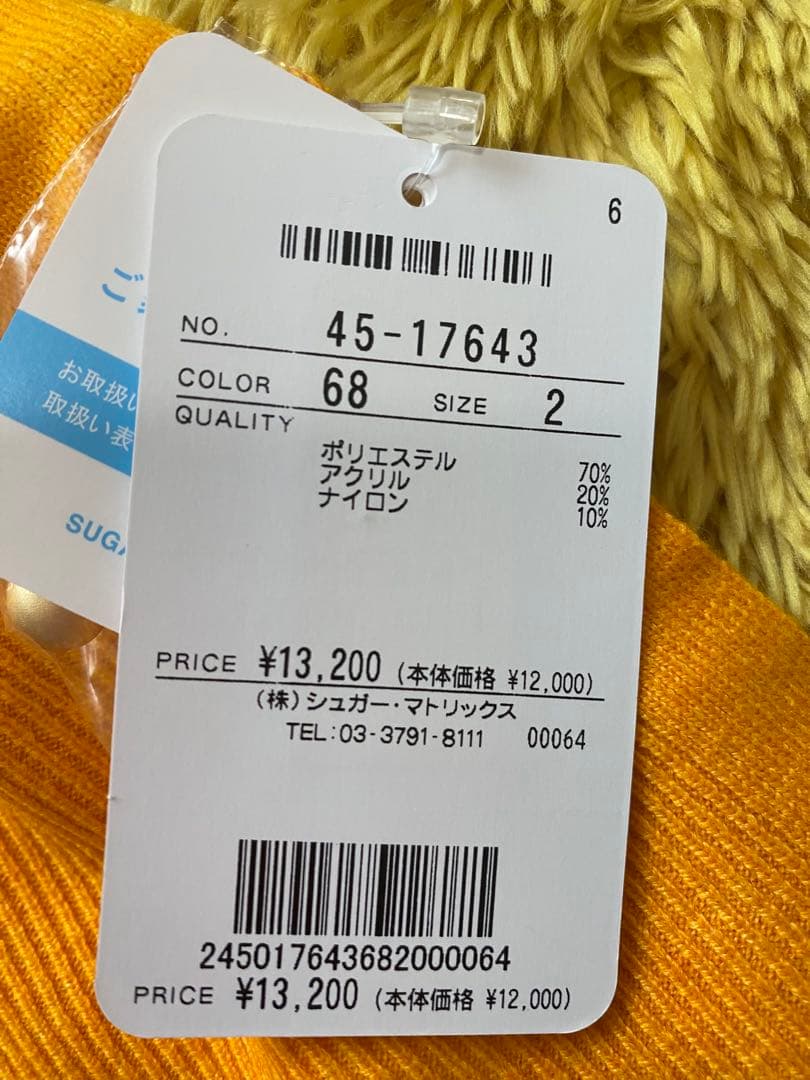 6
NO. 45-17643
COLOR 68 SIZE 2
QUALITY
ポリエステル 70%
アクリル 20%
ナイロン 10%
PRICE ¥13,200 (本体価格 ¥12,000)
(株)シュガー・マトリックス
TEL:03-3791-8111 00064
245017643682000064
PRICE ¥13,200 (本体価格 ¥12,000)
お取扱い
取扱い表